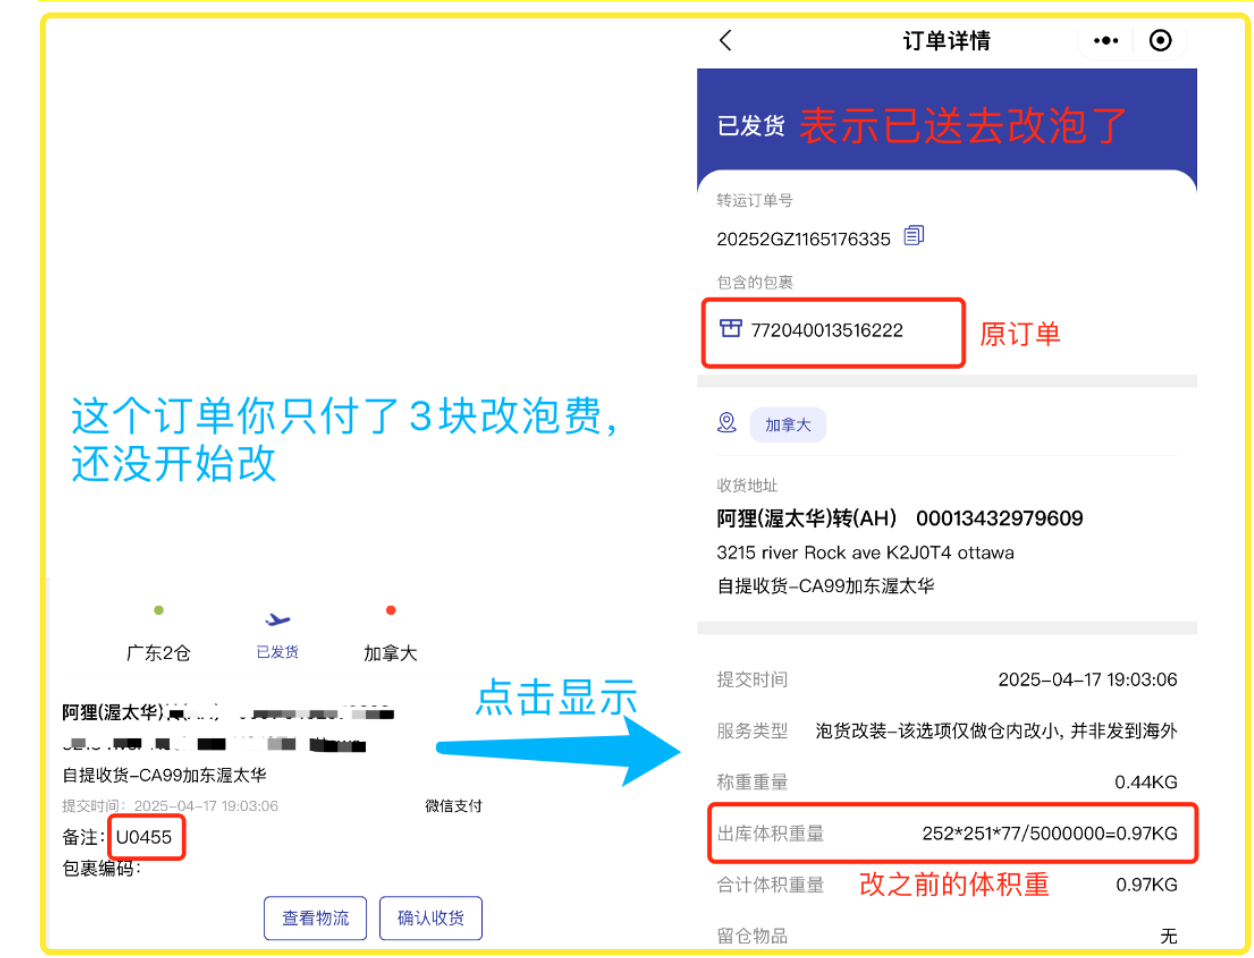 这个订单你只付了3块改泡费，
还没开始改
广东2仓
已发货
加拿大
阿狸(渥太华)
自提收货-CA99加东渥太华
提交时间：2025-04-17 19:03:06
微信支付
备注：U0455
包裹编码：
查看物流
确认收货
点击显示
订单详情
已发货 表示已送去改泡了
转运订单号
20252GZ1165176335
包含的包裹
772040013516222
原订单
加拿大
收货地址
阿狸(渥太华)转(AH) 00013432979609
3215 river Rock ave K2J0T4 ottawa
自提收货-CA99加东渥太华
提交时间 2025-04-17 19:03:06
服务类型 泡货改装-该选项仅做仓内改小, 并非发到海外
称重重量 0.44KG
出库体积重量 252*251*77/5000000=0.97KG
合计体积重量 改之前的体积重 0.97KG
留仓物品 无